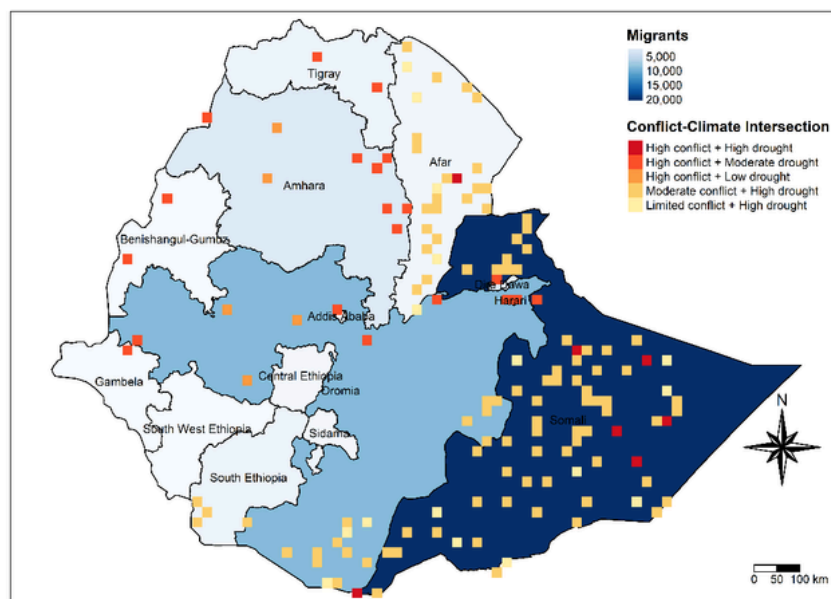 Migrants
5,000
10,000
15,000
20,000
Conflict-Climate Intersection
High conflict + High drought
High conflict + Moderate drought
High conflict + Low drought
Moderate conflict + High drought
Limited conflict + High drought
Tigray
Afar
Amhara
Benishangul-Gumuz
Dire Dawa
Harari
Addis Ababa
Gambela
Central Ethiopia
Oromia
South West Ethiopia
Sidama
Somali
South Ethiopia
N
0 50 100 km